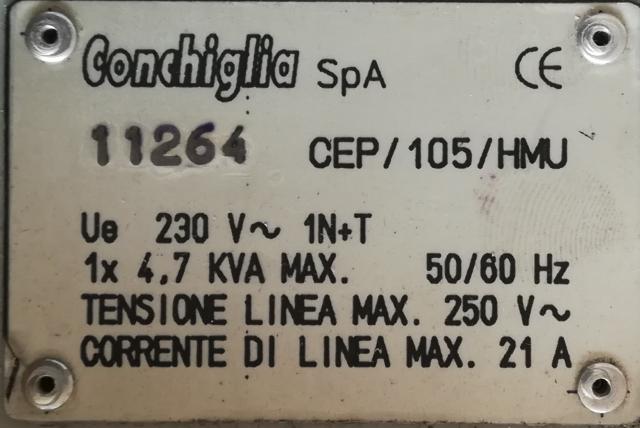 Conchiglia SpA CE
11264 CEP/105/HMU
Ue 230 V~ 1N+T
1x 4,7 KVA MAX. 50/60 Hz
TENSIONE LINEA MAX. 250 V~
CORRENTE DI LINEA MAX. 21 A